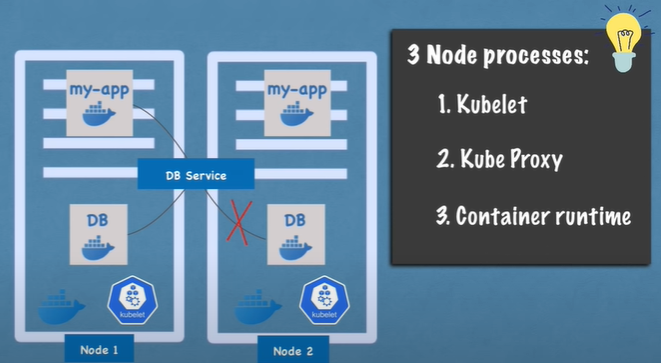 my-app
my-app
DB Service
DB
DB
kubelet
kubelet
Node 1
Node 2
3 Node processes:
1. Kubelet
2. Kube Proxy
3. Container runtime